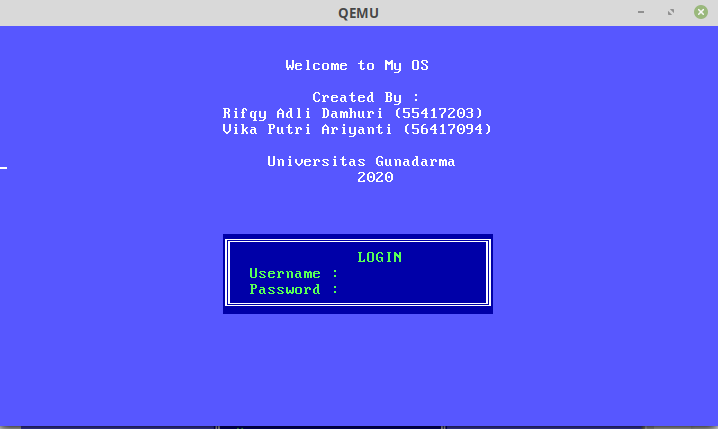 QEMU
Welcome to My OS
Created By :
Rifqy Adli Damhuri (55417203)
Vika Putri Ariyanti (56417094)
Universitas Gunadarma
2020
LOGIN
Username :
Password :